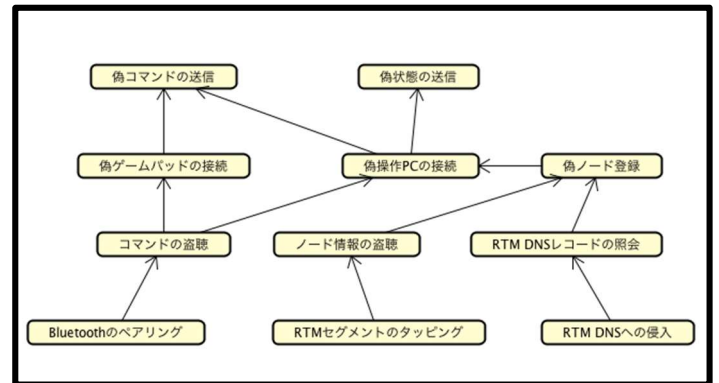 偽コマンドの送信
偽状態の送信
偽ゲームパッドの接続
偽操作PCの接続
偽ノード登録
コマンドの盗聴
ノード情報の盗聴
RTM DNSレコードの照会
Bluetoothのペアリング
RTMセグメントのタッピング
RTM DNSへの侵入